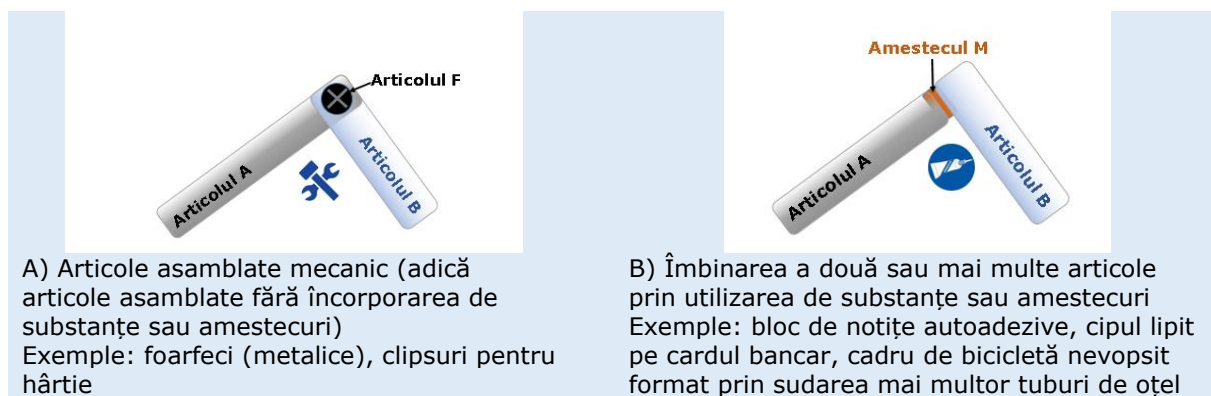 Articolul F
Articolul A
Articolul B
A) Articole asamblate mecanic (adică
articole asamblate fără încorporarea de
substanțe sau amestecuri)
Exemple: foarfeci (metalice), clipsuri pentru
hârtie
Amestecul M
Articolul A
Articolul B
B) Îmbinarea a două sau mai multe articole
prin utilizarea de substanțe sau amestecuri
Exemple: bloc de notițe autoadezive, cipul lipit
pe cardul bancar, cadru de bicicletă nevopsit
format prin sudarea mai multor tuburi de oțel